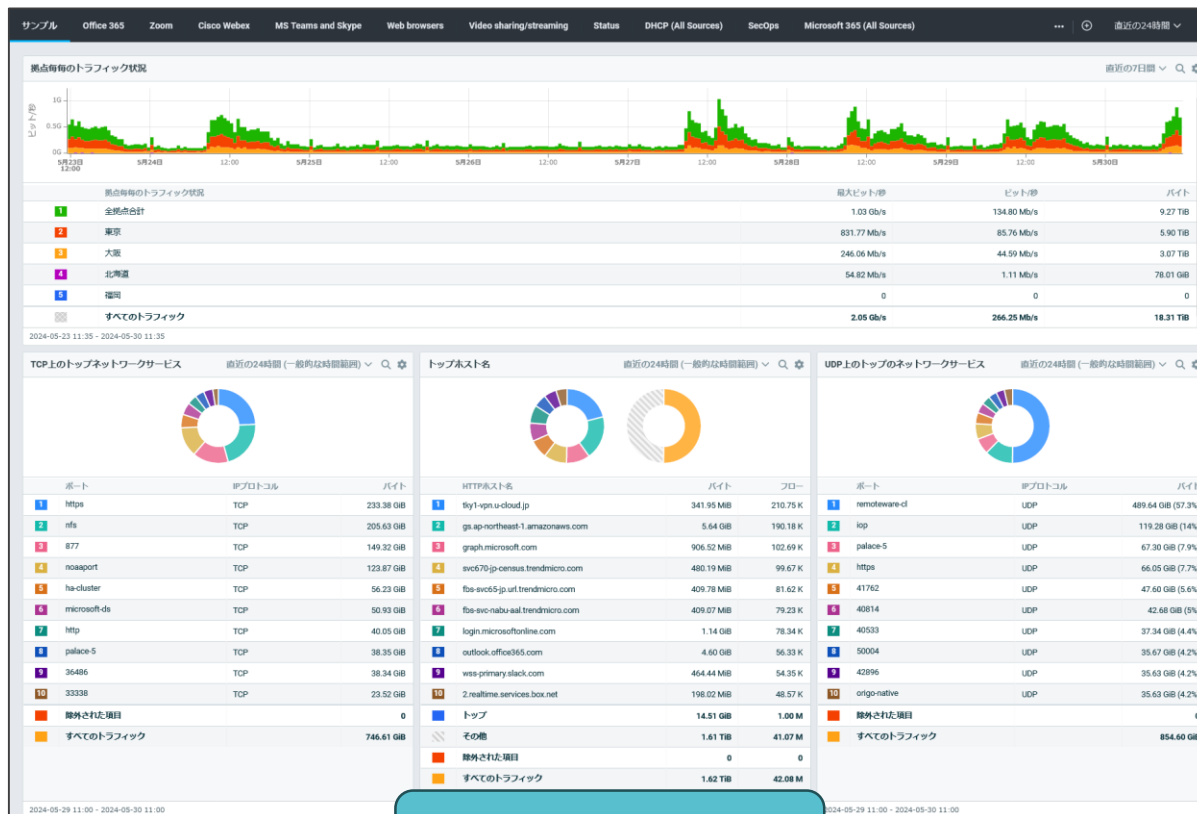 サンプル Office 365 Zoom Cisco Webex MS Teams and Skype Web browsers Video sharing/streaming Status DHCP (All Sources) SecOps Microsoft 365 (All Sources) ••• 直近の24時間
拠点毎毎のトラフィック状況 直近の7日間
ビット/秒
1G
0.5G
0G
5月23日 5月24日 12:00 5月25日 12:00 5月26日 12:00 5月27日 12:00 5月28日 12:00 5月29日 12:00 5月30日
12:00
拠点毎毎のトラフィック状況 最大ビット/秒 ビット/秒 バイト
1 全拠点合計 1.03 Gb/s 134.80 Mb/s 9.27 TiB
2 東京 831.77 Mb/s 85.76 Mb/s 5.90 TiB
3 大阪 246.06 Mb/s 44.59 Mb/s 3.07 TiB
4 北海道 54.82 Mb/s 1.11 Mb/s 78.01 GiB
5 福岡 0 0 0
すべてのトラフィック 2.05 Gb/s 266.25 Mb/s 18.31 TiB
2024-05-23 11:35 - 2024-05-30 11:35
TCP上のトップネットワークサービス 直近の24時間 (一般的な時間範囲)
ポート IPプロトコル バイト
1 https TCP 233.38 GiB
2 nfs TCP 205.63 GiB
3 877 TCP 149.32 GiB
4 noaaport TCP 123.87 GiB
5 ha-cluster TCP 56.23 GiB
6 microsoft-ds TCP 50.93 GiB
7 http TCP 40.05 GiB
8 palace-5 TCP 38.35 GiB
9 36486 TCP 38.34 GiB
10 33338 TCP 23.52 GiB
除外された項目 0
すべてのトラフィック 746.61 GiB
2024-05-29 11:00 - 2024-05-30 11:00
トップホスト名 直近の24時間 (一般的な時間範囲)
HTTPホスト名 バイト フロー
1 tky1-vpn.u-cloud.jp 341.95 MiB 210.75 K
2 gs.ap-northeast-1.amazonaws.com 5.64 GiB 190.18 K
3 graph.microsoft.com 906.52 MiB 102.69 K
4 svc670-jp-census.trendmicro.com 480.19 MiB 99.67 K
5 fbs-svc65-jp.url.trendmicro.com 409.78 MiB 81.62 K
6 fbs-svc-nabu-aal.trendmicro.com 409.07 MiB 79.23 K
7 login.microsoftonline.com 1.14 GiB 78.34 K
8 outlook.office365.com 4.60 GiB 56.33 K
9 wss-primary.slack.com 464.44 MiB 54.35 K
10 2.realtime.services.box.net 198.02 MiB 48.57 K
トップ 14.51 GiB 1.00 M
その他 1.61 TiB 41.07 M
除外された項目 0 0
すべてのトラフィック 1.62 TiB 42.08 M
UDP上のトップのネットワークサービス 直近の24時間 (一般的な時間範囲)
ポート IPプロトコル バイト
1 remoteware-cl UDP 489.64 GiB (57.3%
2 iop UDP 119.28 GiB (14%
3 palace-5 UDP 67.30 GiB (7.9%
4 https UDP 66.05 GiB (7.7%
5 41762 UDP 47.60 GiB (5.6%
6 40814 UDP 42.68 GiB (5%
7 40533 UDP 37.34 GiB (4.4%
8 50004 UDP 35.67 GiB (4.2%
9 42896 UDP 35.63 GiB (4.2%
10 origo-native UDP 35.63 GiB (4.2%
除外された項目 0
すべてのトラフィック 854.60 GiB
2024-05-29 11:00 - 2024-05-30 11:00